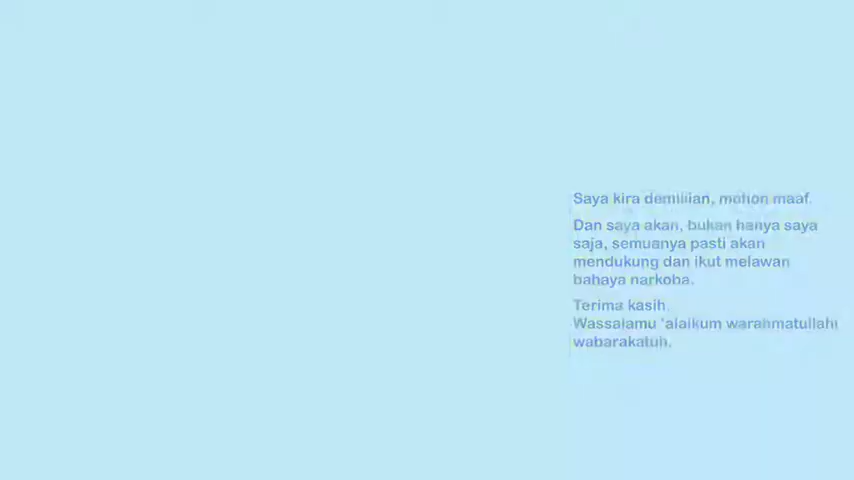 Saya kira demikian, mohon maaf.
Dan saya akan, bukan hanya saya
saja, semuanya pasti akan
mendukung dan ikut melawan
bahaya narkoba.
Terima kasih.
Wassalamu 'alaikum warahmatullahi
wabarakatuh.